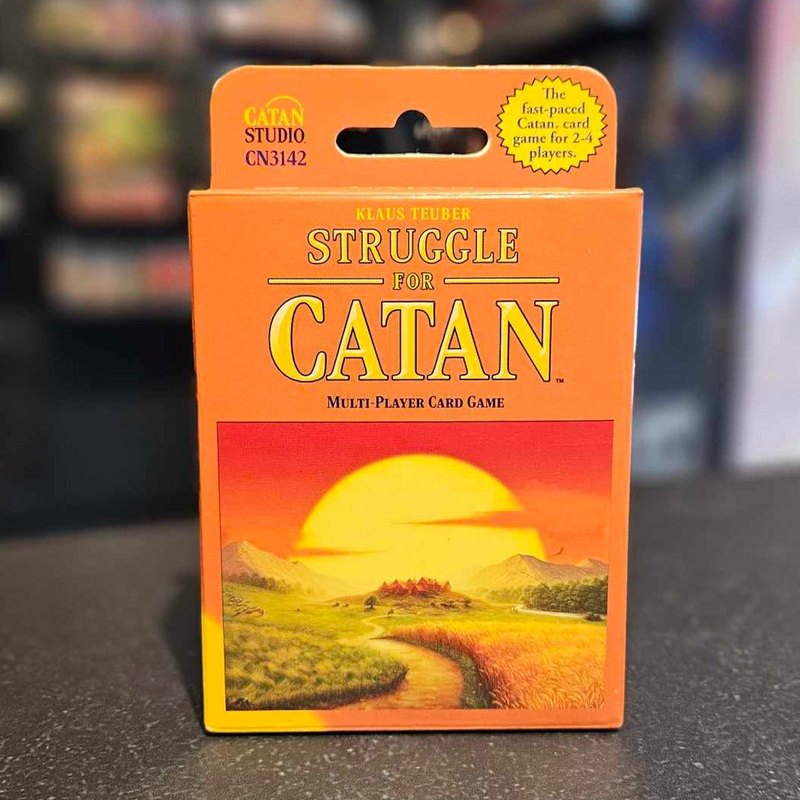 CATAN
STUDIO
CN3142
The
fast-paced
Catan® card
game for 2-4
players.
KLAUS TEUBER
STRUGGLE
FOR
CATAN™
MULTI-PLAYER CARD GAME